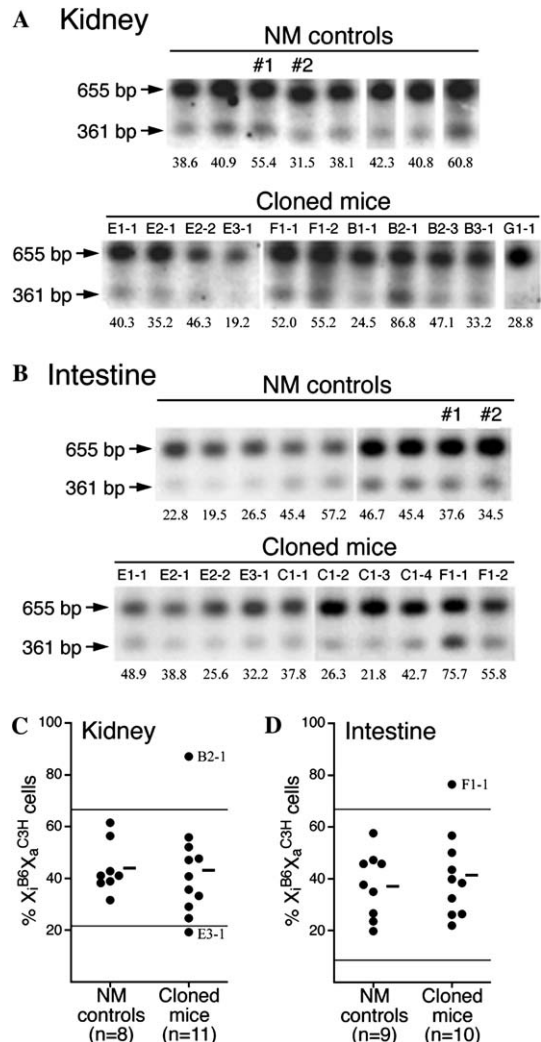 A Kidney
NM controls
#1 #2
655 bp
361 bp
38.6 40.9 55.4 31.5 38.1 42.3 40.8 60.8
Cloned mice
E1-1 E2-1 E2-2 E3-1 F1-1 F1-2 B1-1 B2-1 B2-3 B3-1 G1-1
655 bp
361 bp
40.3 35.2 46.3 19.2 52.0 55.2 24.5 86.8 47.1 33.2 28.8
B Intestine
NM controls
#1 #2
655 bp
361 bp
22.8 19.5 26.5 45.4 57.2 46.7 45.4 37.6 34.5
Cloned mice
E1-1 E2-1 E2-2 E3-1 C1-1 C1-2 C1-3 C1-4 F1-1 F1-2
655 bp
361 bp
48.9 38.8 25.6 32.2 37.8 26.3 21.8 42.7 75.7 55.8
C Kidney
100
80
60
40
20
% XiB6XaC3H cells
B2-1
E3-1
NM controls (n=8)
Cloned mice (n=11)
D Intestine
100
80
60
40
20
% XiB6XaC3H cells
F1-1
NM controls (n=9)
Cloned mice (n=10)